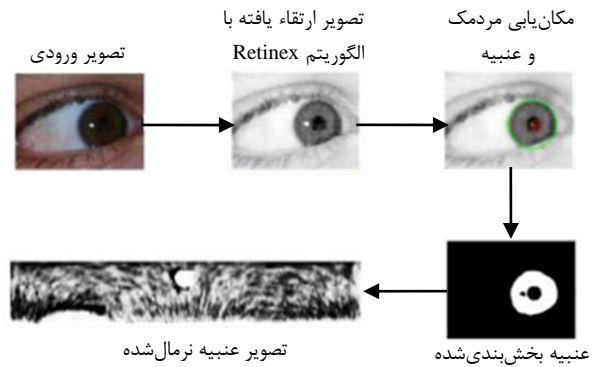 تصویر ورودی
تصویر ارتقاء یافته با
الگوریتم Retinex
مکان‌یابی مردمک
و عنبیه
عنبیه بخش‌بندی‌شده
تصویر عنبیه نرمال‌شده